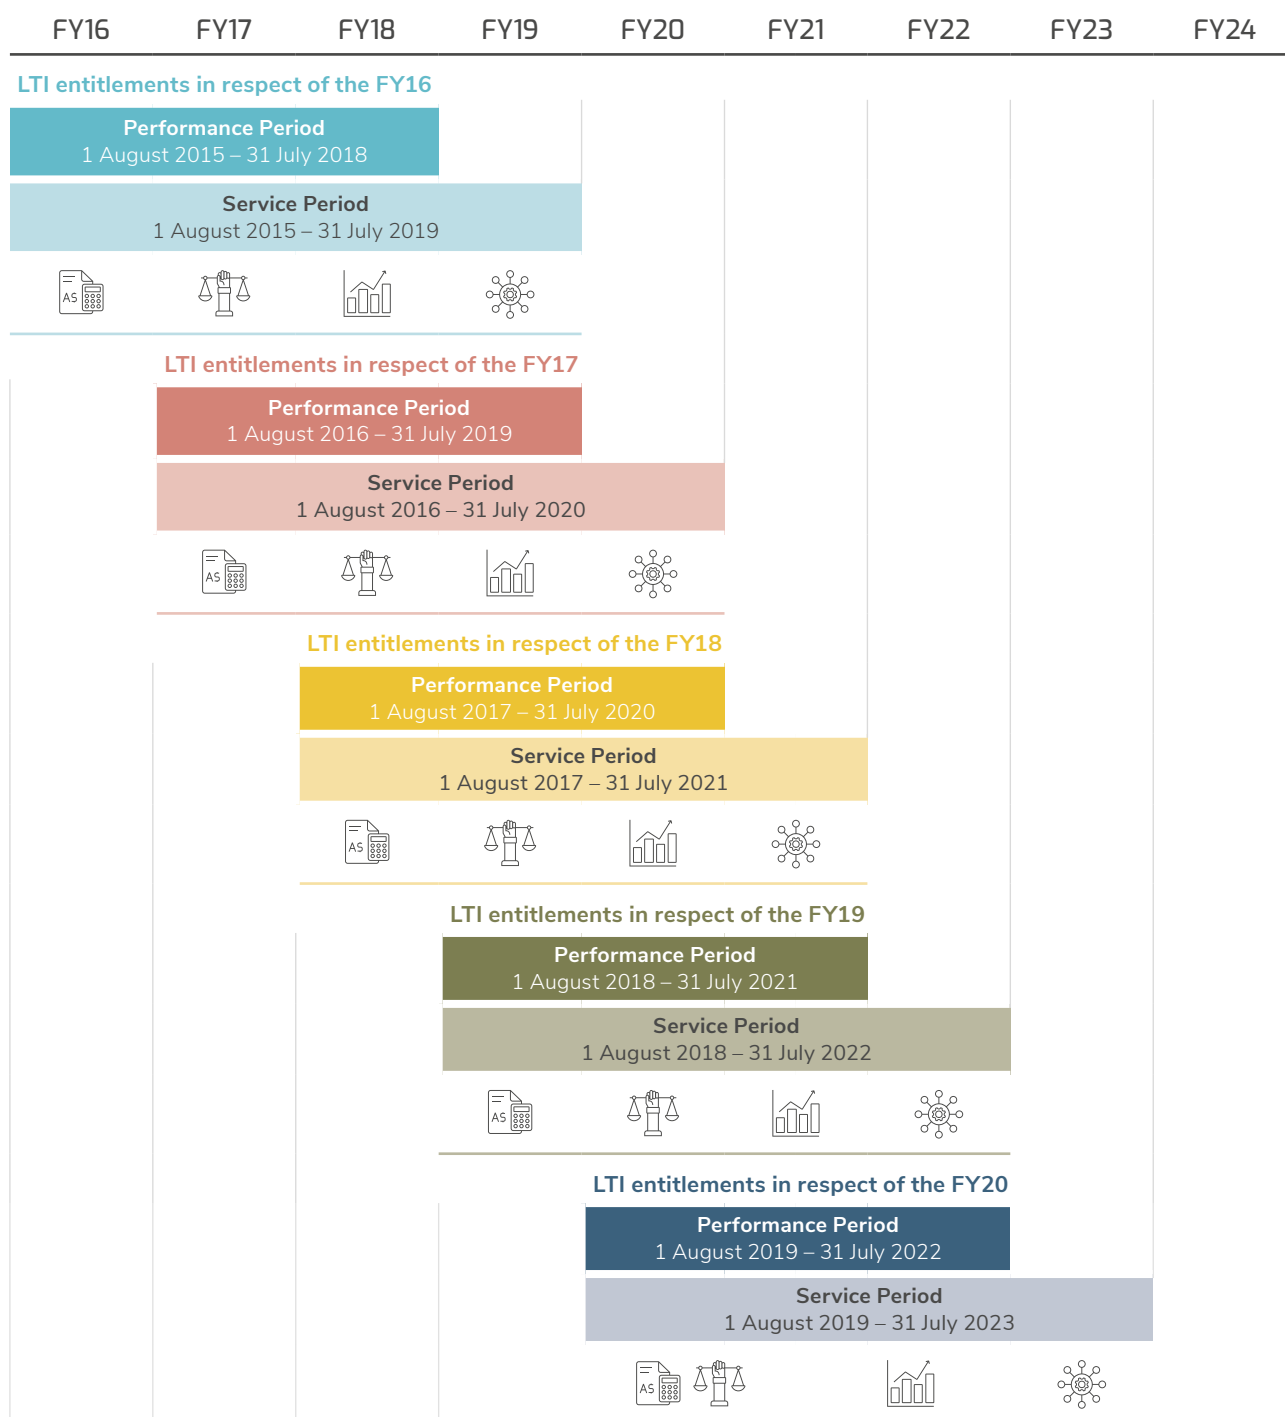 FY16 FY17 FY18 FY19 FY20 FY21 FY22 FY23 FY24
LTI entitlements in respect of the FY16
Performance Period
1 August 2015 – 31 July 2018
Service Period
1 August 2015 – 31 July 2019
AS
LTI entitlements in respect of the FY17
Performance Period
1 August 2016 – 31 July 2019
Service Period
1 August 2016 – 31 July 2020
AS
LTI entitlements in respect of the FY18
Performance Period
1 August 2017 – 31 July 2020
Service Period
1 August 2017 – 31 July 2021
AS
LTI entitlements in respect of the FY19
Performance Period
1 August 2018 – 31 July 2021
Service Period
1 August 2018 – 31 July 2022
AS
LTI entitlements in respect of the FY20
Performance Period
1 August 2019 – 31 July 2022
Service Period
1 August 2019 – 31 July 2023
AS